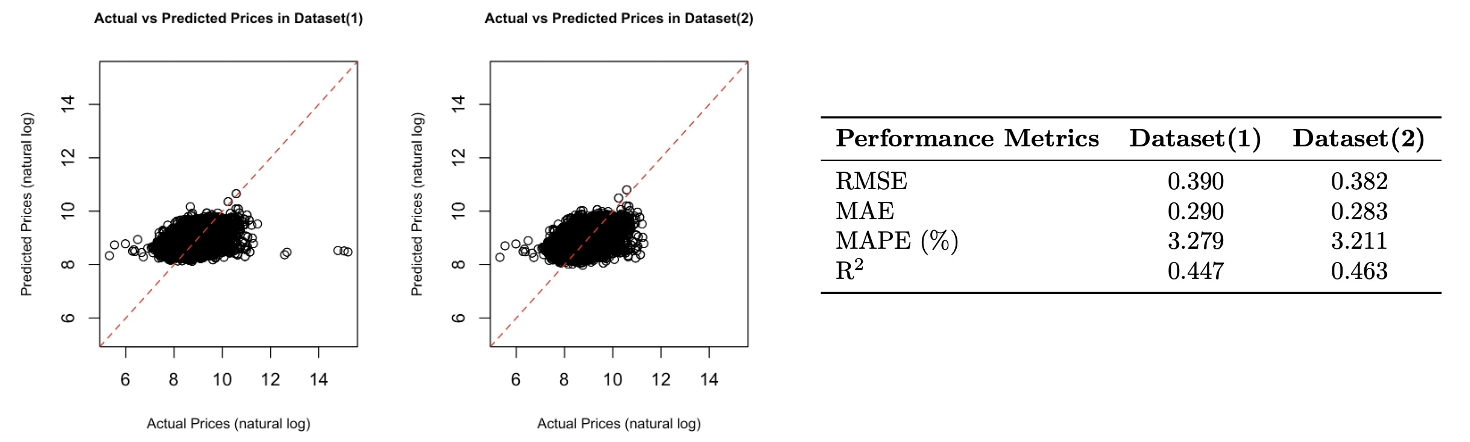 Actual vs Predicted Prices in Dataset(1)
Predicted Prices (natural log)
14
12
10
8
6
6 8 10 12 14
Actual Prices (natural log)
Actual vs Predicted Prices in Dataset(2)
Predicted Prices (natural log)
14
12
10
8
6
6 8 10 12 14
Actual Prices (natural log)
Performance Metrics Dataset(1) Dataset(2)
RMSE 0.390 0.382
MAE 0.290 0.283
MAPE (%) 3.279 3.211
R² 0.447 0.463